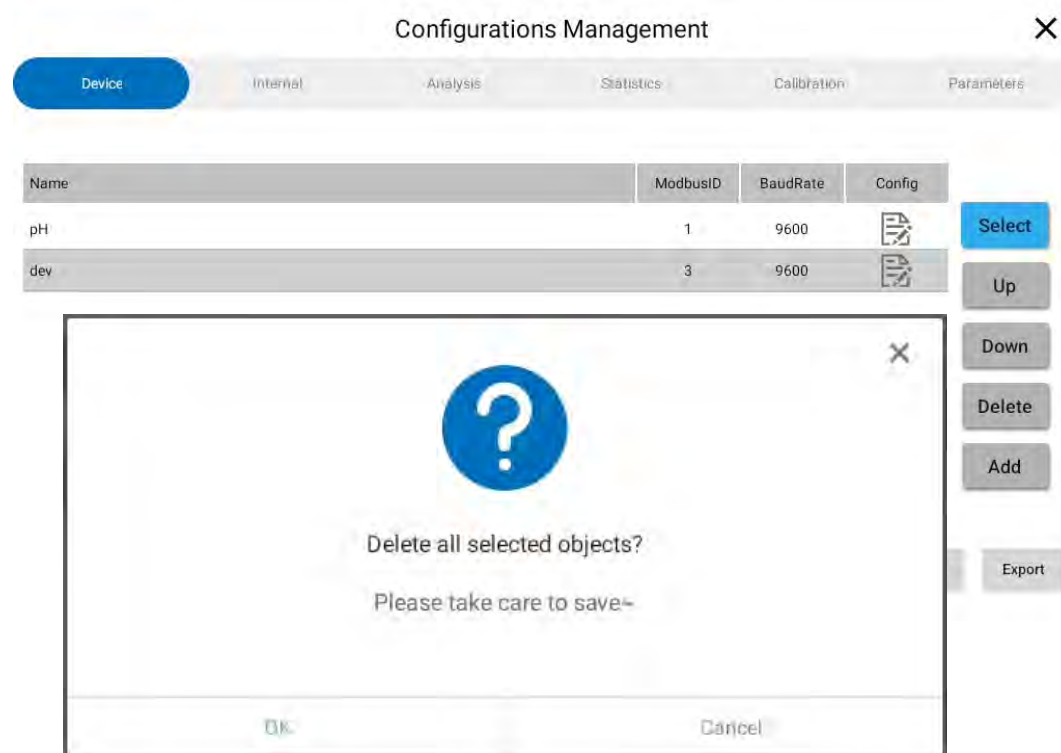 Configurations Management
Device Internal Analysis Statistics Calibration Parameters
Name ModbusID BaudRate Config
pH 1 9600
dev 3 9600
Select
Up
Down
Delete
Add
Export
?
Delete all selected objects?
Please take care to save~
OK Cancel